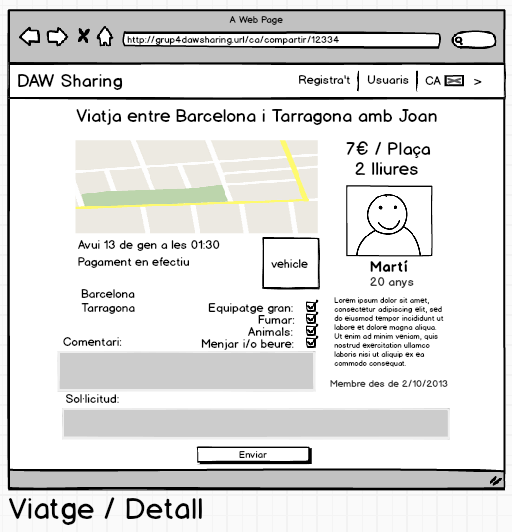 A Web Page
http://grup4dawsharing.url/ca/compartir/12334
DAW Sharing
Registra't
Usuaris
CA
>
Viatja entre Barcelona i Tarragona amb Joan
7€ / Plaça
2 lliures
Avui 13 de gen a les 01:30
Pagament en efectiu
vehicle
Martí
20 anys
Barcelona
Tarragona
Equipatge gran:
Fumar:
Animals:
Menjar i/o beure:
Lorem ipsum dolor sit amet,
consectetur adipiscing elit, sed
do eiusmod tempor incididunt ut
labore et dolore magna aliqua.
Ut enim ad minim veniam, quis
nostrud exercitation ullamco
laboris nisi ut aliquip ex ea
commodo consequat.
Comentari:
Membre des de 2/10/2013
Sol·licitud:
Enviar
Viatge / Detall